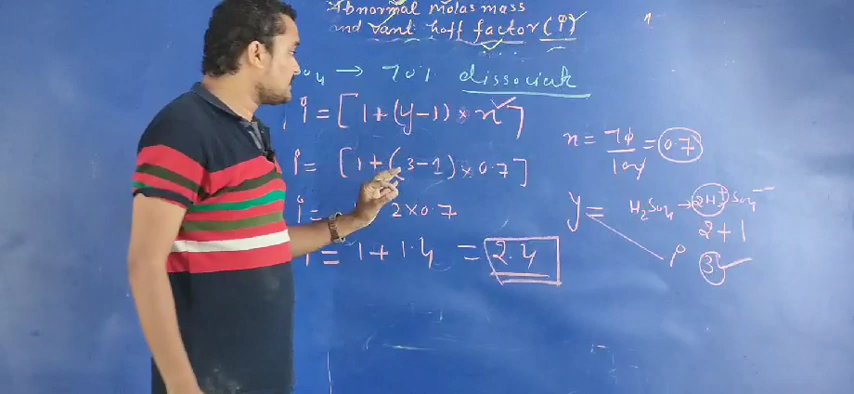 Abnormal molas mass
and vant hoff factor (i)
SO₄ → 70% dissociate
i = [1 + (y-1) × x]
i = [1 + (3-1) × 0.7]
i = 2×0.7
i = 1 + 1.4 = 2.4
x = 70/100 = 0.7
y = H₂SO₄ → 2H⁺ SO₄⁻⁻
2+1
3